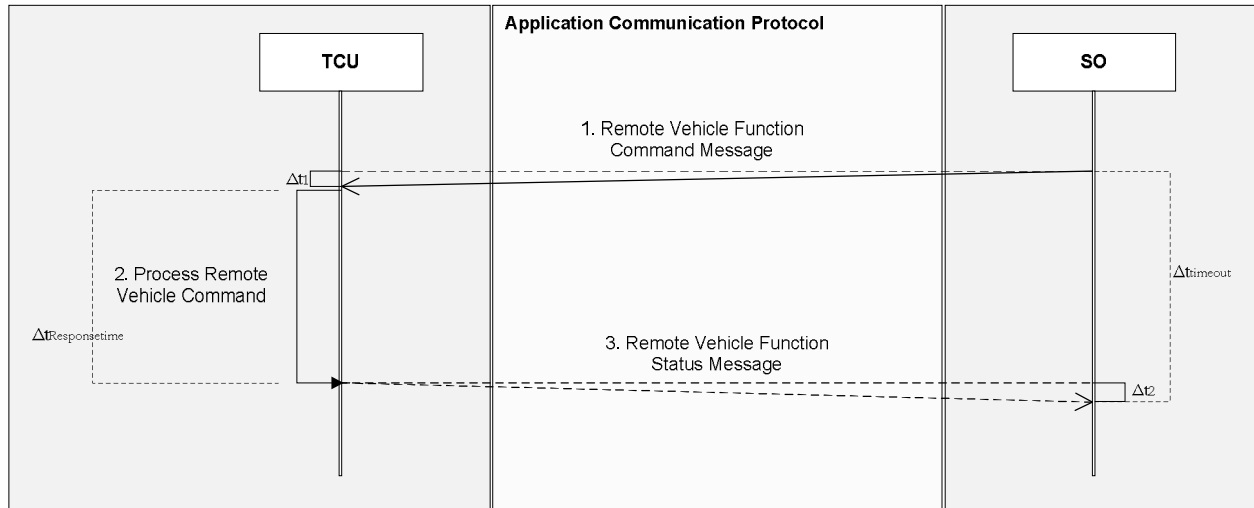 Application Communication Protocol
TCU
SO
1. Remote Vehicle Function
Command Message
Δt1
2. Process Remote
Vehicle Command
Δttimeout
ΔtResponsetime
3. Remote Vehicle Function
Status Message
Δt2